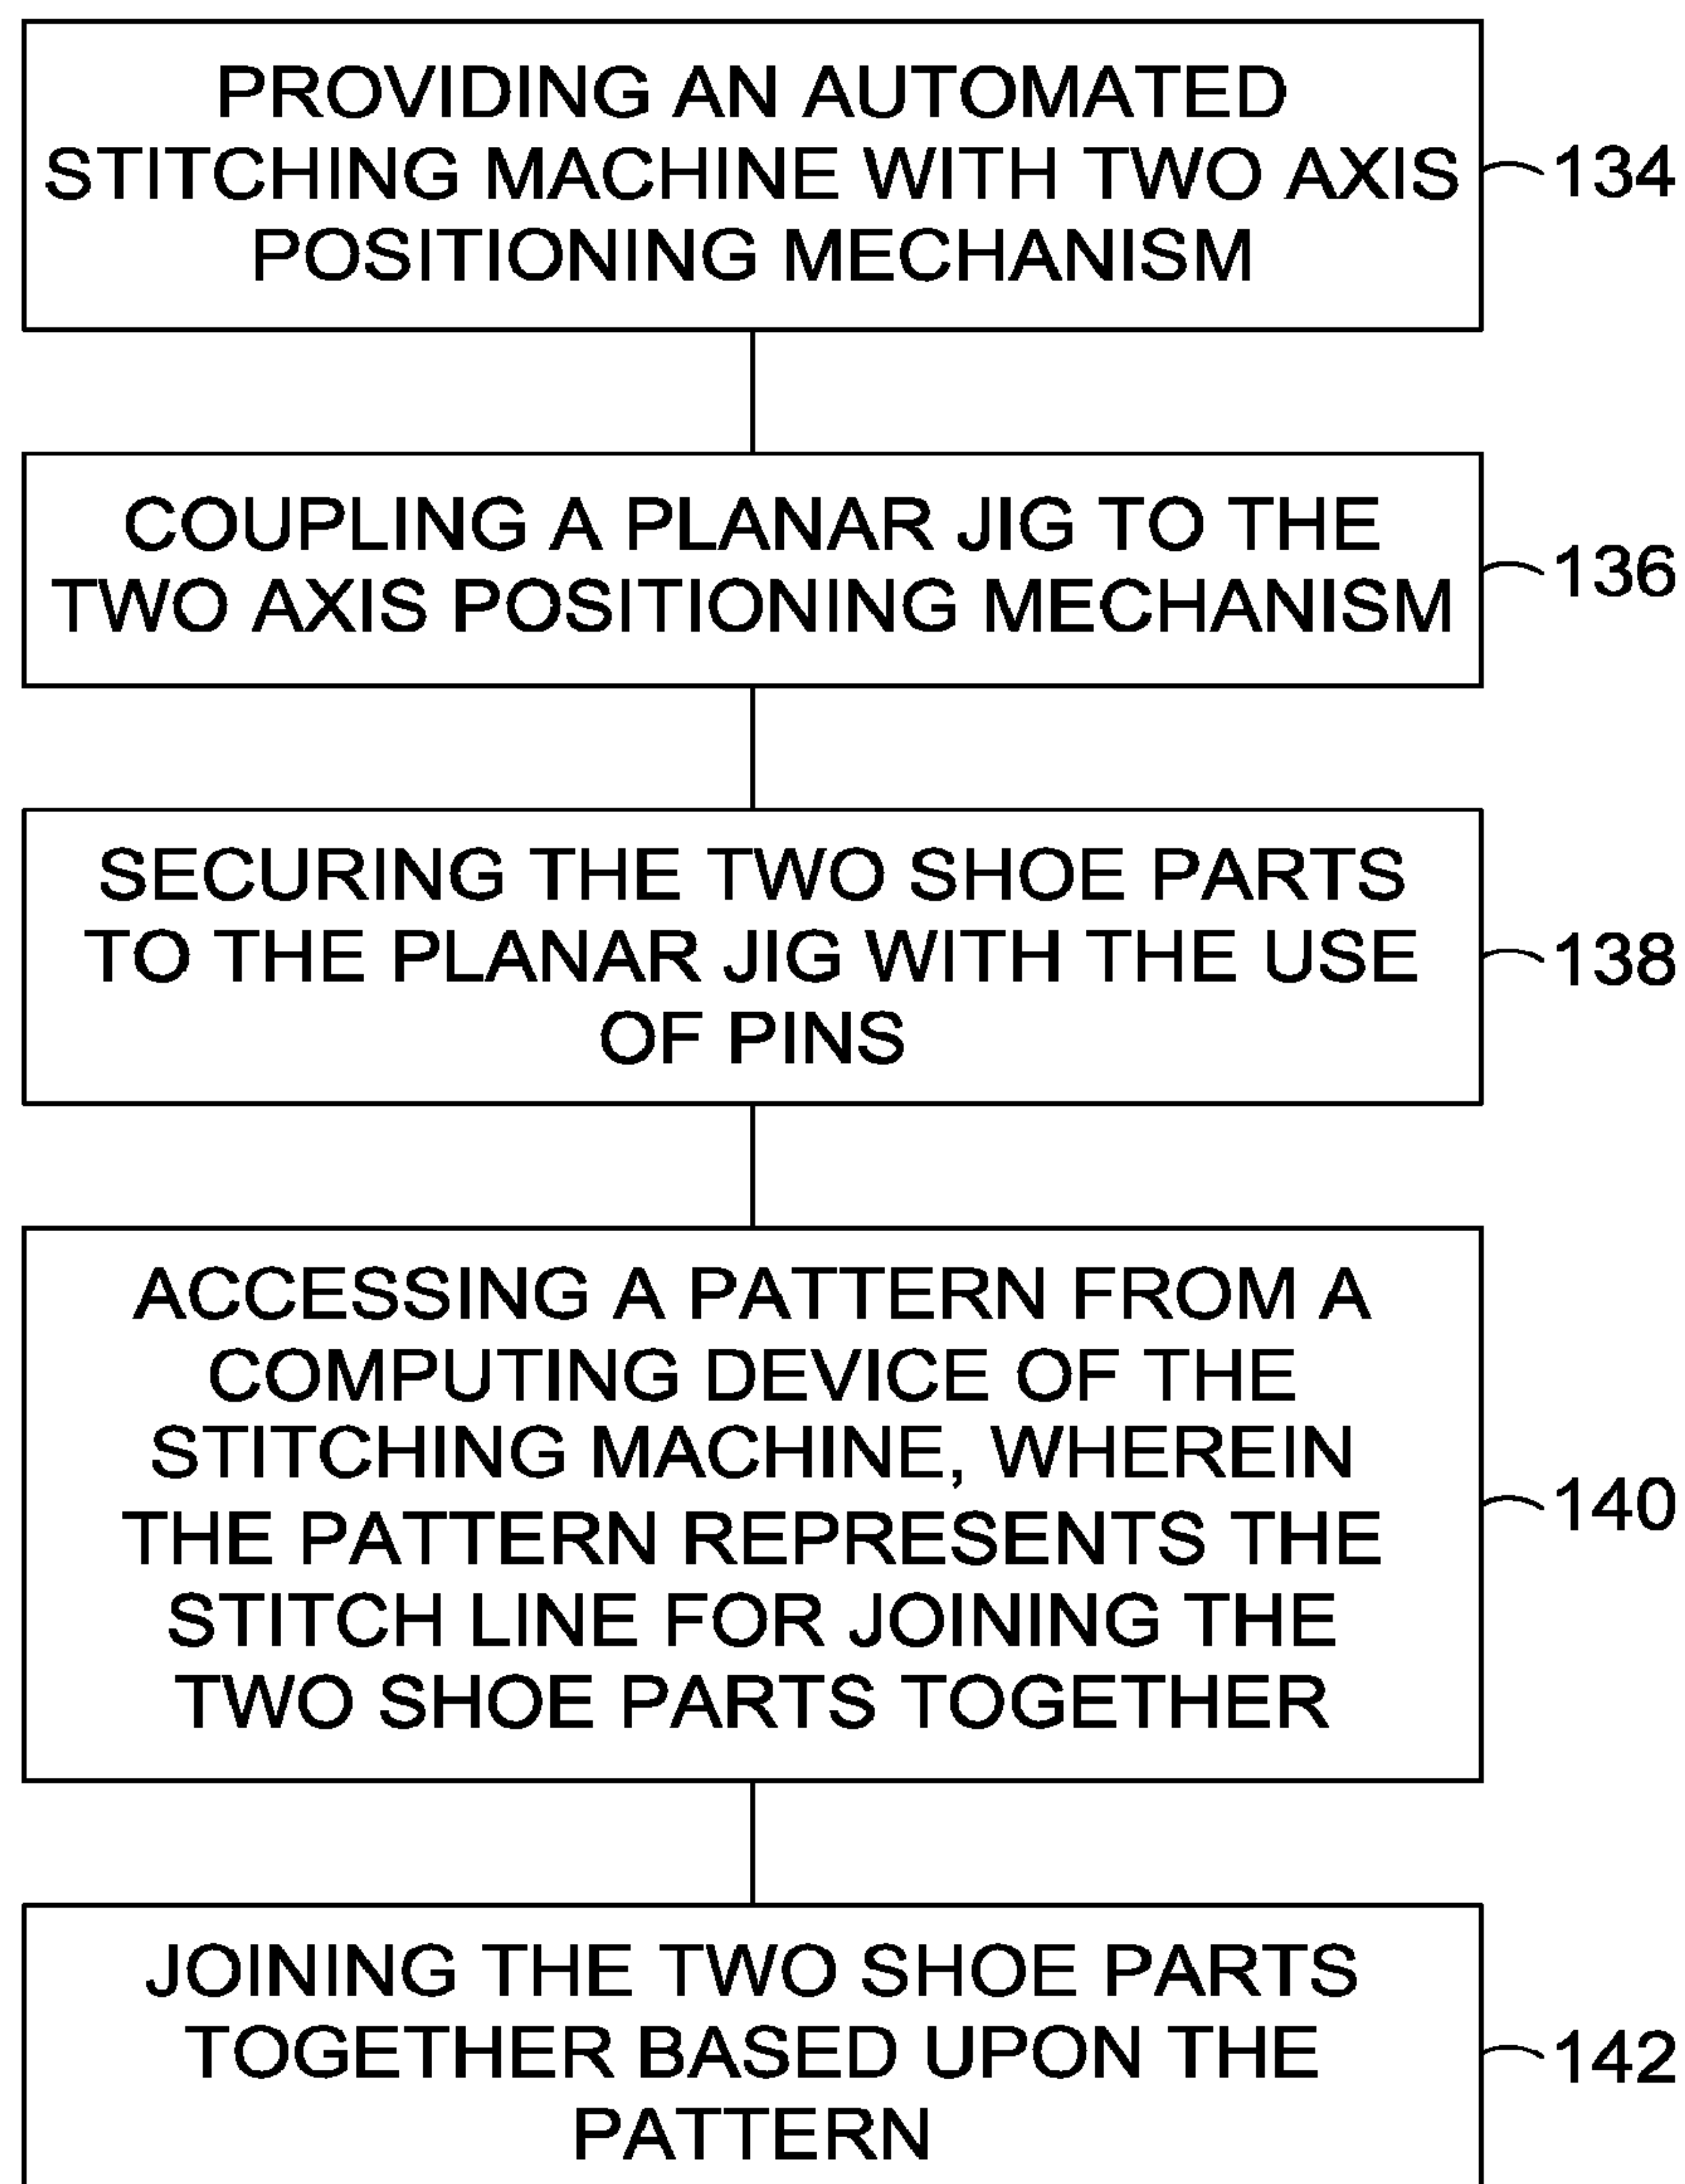 PROVIDING AN AUTOMATED
STITCHING MACHINE WITH TWO AXIS
POSITIONING MECHANISM
134
COUPLING A PLANAR JIG TO THE
TWO AXIS POSITIONING MECHANISM
136
SECURING THE TWO SHOE PARTS
TO THE PLANAR JIG WITH THE USE
OF PINS
138
ACCESSING A PATTERN FROM A
COMPUTING DEVICE OF THE
STITCHING MACHINE, WHEREIN
THE PATTERN REPRESENTS THE
STITCH LINE FOR JOINING THE
TWO SHOE PARTS TOGETHER
140
JOINING THE TWO SHOE PARTS
TOGETHER BASED UPON THE
PATTERN
142